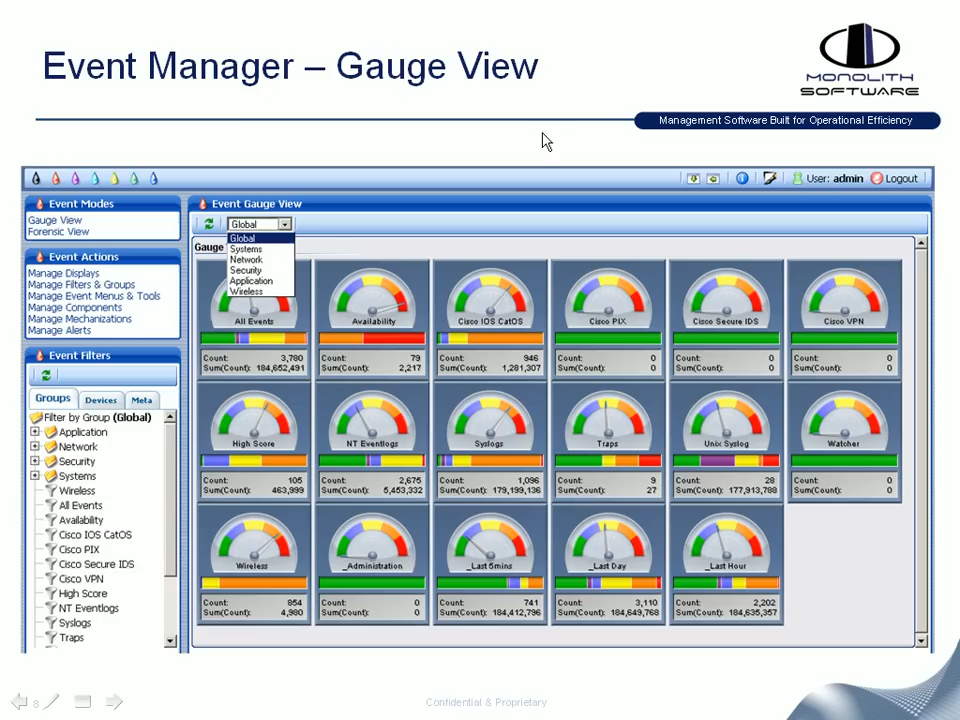 Event Manager – Gauge View
MONOLITH
SOFTWARE
Management Software Built for Operational Efficiency
User: admin
Logout
Event Modes
Gauge View
Forensic View
Event Actions
Manage Displays
Manage Filters & Groups
Manage Event Menus & Tools
Manage Components
Manage Mechanizations
Manage Alerts
Event Filters
Groups Devices Meta
Filter by Group (Global)
Application
Network
Security
Systems
Wireless
All Events
Availability
Cisco IOS CatOS
Cisco PIX
Cisco Secure IDS
Cisco VPN
High Score
NT Eventlogs
Syslogs
Traps
Event Gauge View
Global
Global
Systems
Network
Security
Application
Wireless
Gauge
All Events
Count: 3,780
Sum(Count): 184,652,491
Availability
Count: 79
Sum(Count): 2,217
Cisco IOS CatOS
Count: 946
Sum(Count): 1,281,307
Cisco PIX
Count: 0
Sum(Count): 0
Cisco Secure IDS
Count: 0
Sum(Count): 0
Cisco VPN
Count: 0
Sum(Count): 0
High Score
Count: 105
Sum(Count): 463,999
NT Eventlogs
Count: 2,675
Sum(Count): 5,453,332
Syslogs
Count: 1,096
Sum(Count): 179,199,136
Traps
Count: 9
Sum(Count): 27
Unix Syslog
Count: 28
Sum(Count): 177,913,788
Watcher
Count: 0
Sum(Count): 0
Wireless
Count: 854
Sum(Count): 4,980
_Administration
Count: 0
Sum(Count): 0
_Last 5mins
Count: 741
Sum(Count): 184,412,796
_Last Day
Count: 3,110
Sum(Count): 184,649,768
_Last Hour
Count: 2,202
Sum(Count): 184,635,357
8
Confidential & Proprietary